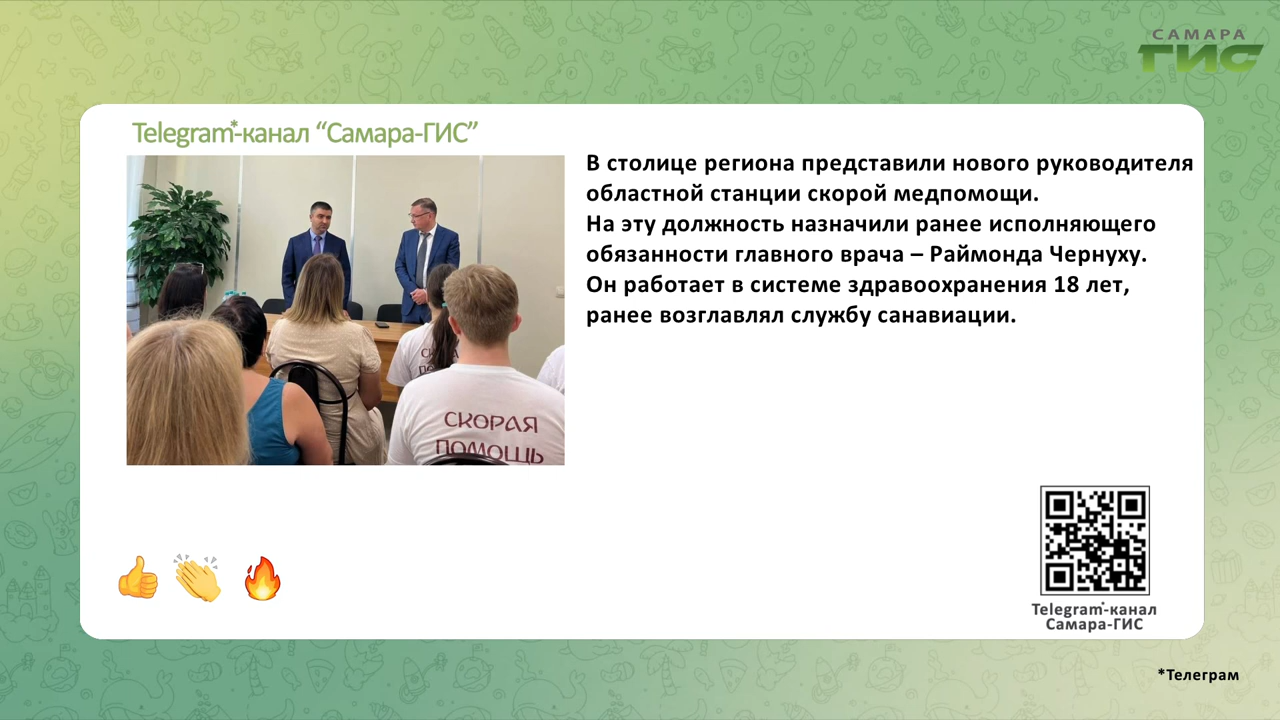 САМАРА
ГИС
Telegram*-канал “Самара-ГИС”
В столице региона представили нового руководителя
областной станции скорой медпомощи.
На эту должность назначили ранее исполняющего
обязанности главного врача – Раймонда Чернуху.
Он работает в системе здравоохранения 18 лет,
ранее возглавлял службу санавиации.
СКОРАЯ
ПОМОЩЬ
Telegram*-канал
Самара-ГИС
*Телеграм